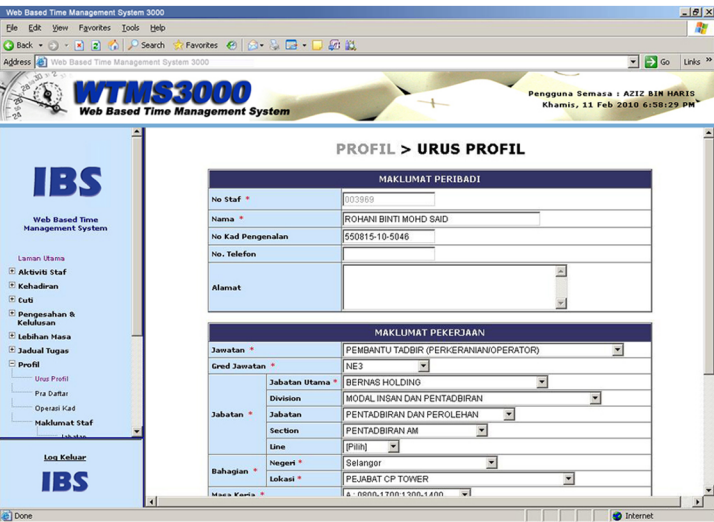 Web Based Time Management System 3000
File Edit View Favorites Tools Help
Back Search Favorites
Address Web Based Time Management System 3000 Go Links »
WTMS3000
Web Based Time Management System
Pengguna Semasa : AZIZ BIN HARIS
Khamis, 11 Feb 2010 6:58:29 PM
IBS
Web Based Time
Management System
Laman Utama
Aktiviti Staf
Kehadiran
Cuti
Pengesahan &
Kelulusan
Lebihan Masa
Jadual Tugas
Profil
Urus Profil
Pra Daftar
Operasi Kad
Maklumat Staf
Jabatan
Log Keluar
IBS
PROFIL > URUS PROFIL
MAKLUMAT PERIBADI
No Staf * 003969
Nama * ROHANI BINTI MOHD SAID
No Kad Pengenalan 550815-10-5046
No. Telefon
Alamat
MAKLUMAT PEKERJAAN
Jawatan * PEMBANTU TADBIR (PERKERANIAN/OPERATOR)
Gred Jawatan * NE3
Jabatan *
Jabatan Utama * BERNAS HOLDING
Division MODAL INSAN DAN PENTADBIRAN
Jabatan PENTADBIRAN DAN PEROLEHAN
Section PENTADBIRAN AM
Line [Pilih]
Bahagian *
Negeri * Selangor
Lokasi * PEJABAT CP TOWER
Masa Kerja * A : 0800-1700;1300-1400
Done Internet